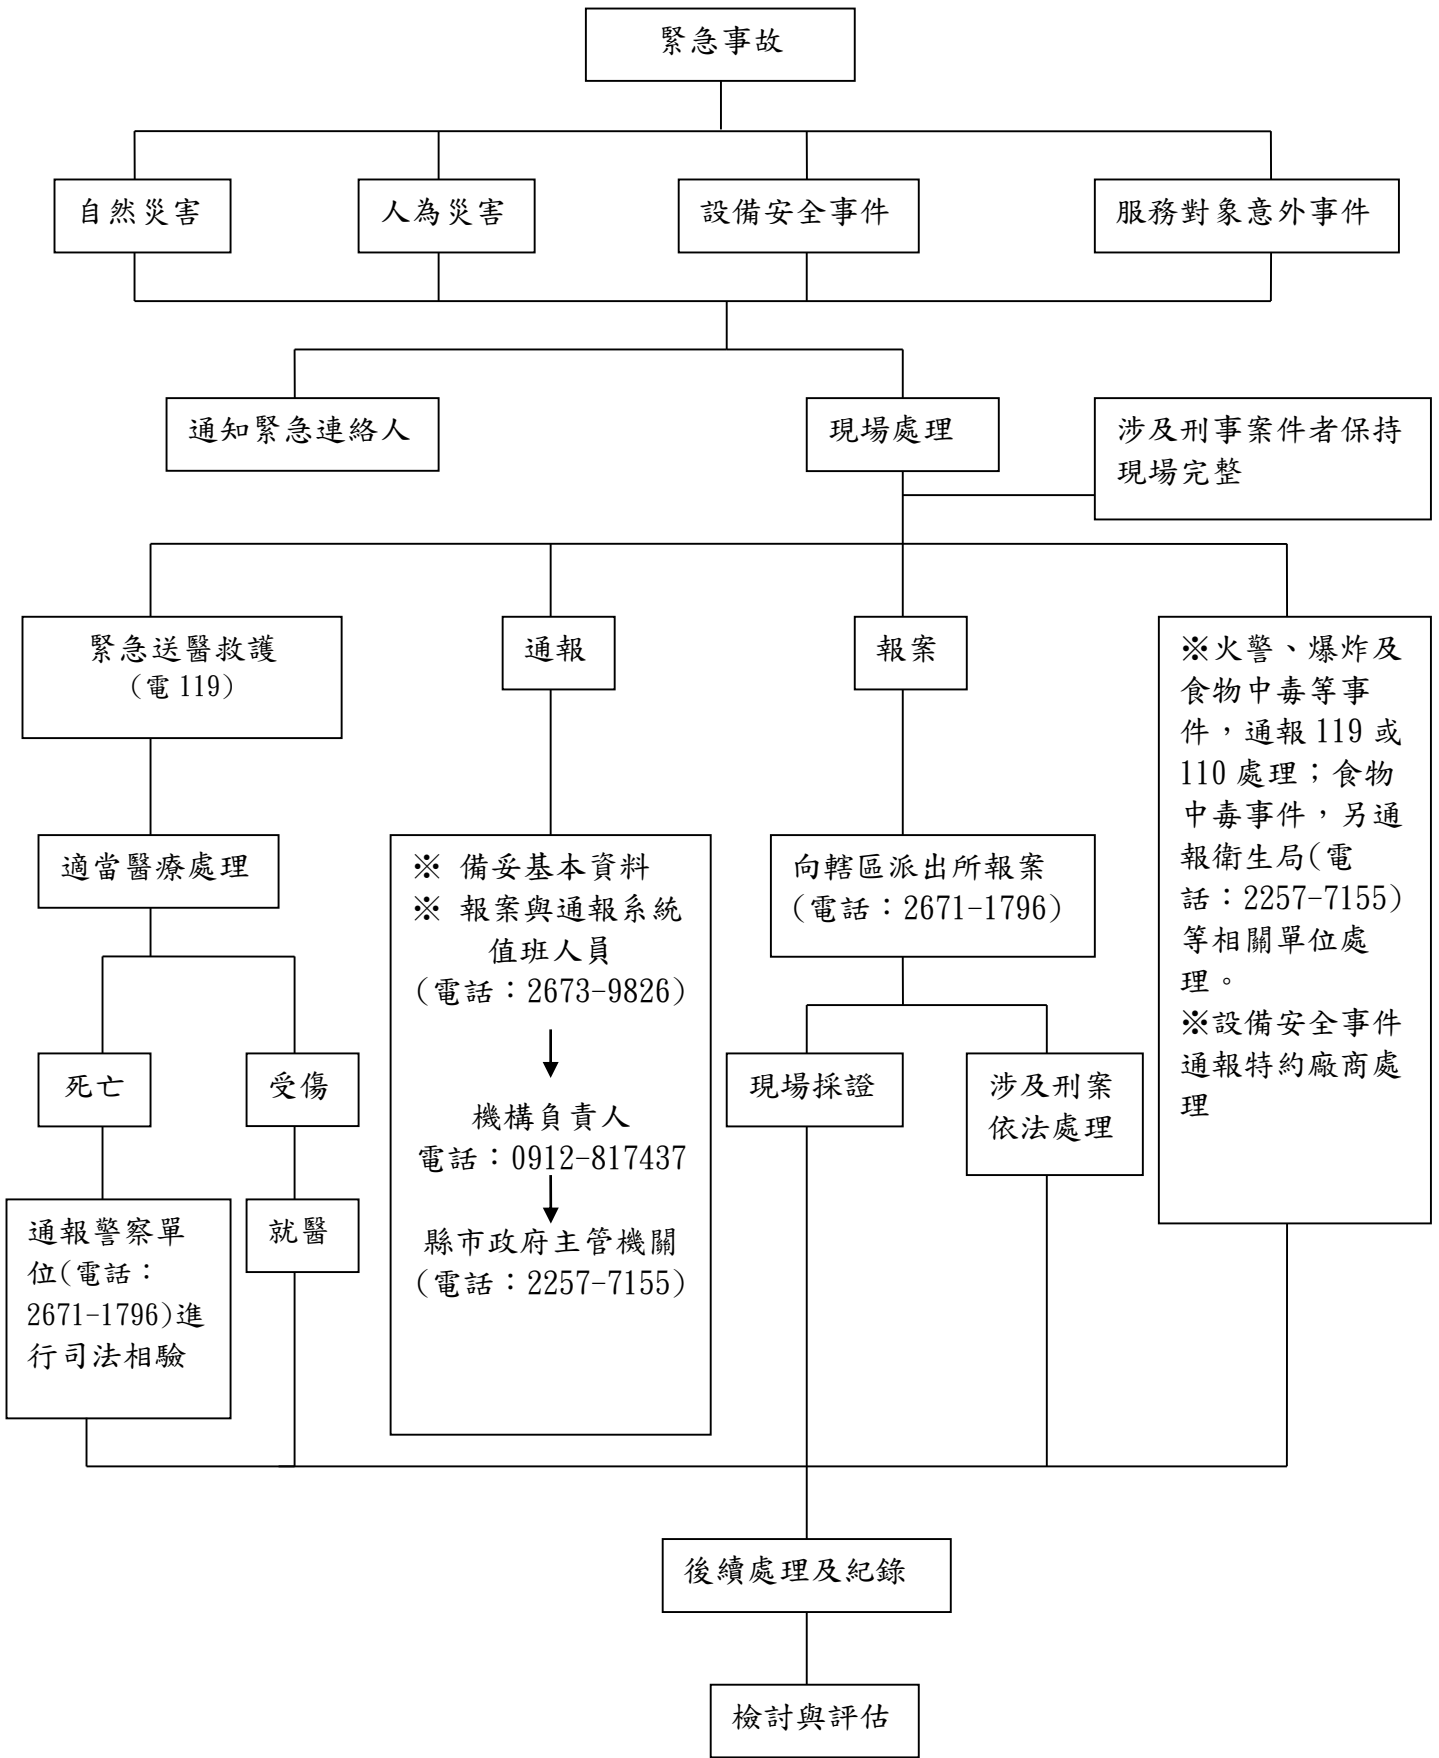 緊急事故
自然災害
人為災害
設備安全事件
服務對象意外事件
通知緊急連絡人
現場處理
涉及刑事案件者保持
現場完整
緊急送醫救護
(電 119)
通報
報案
※火警、爆炸及
食物中毒等事
件，通報 119 或
110 處理；食物
中毒事件，另通
報衛生局(電
話：2257-7155)
等相關單位處
理。
※設備安全事件
通報特約廠商處
理
適當醫療處理
※ 備妥基本資料
※ 報案與通報系統
值班人員
(電話：2673-9826)
機構負責人
電話：0912-817437
縣市政府主管機關
(電話：2257-7155)
向轄區派出所報案
(電話：2671-1796)
死亡
受傷
現場採證
涉及刑案
依法處理
通報警察單
位(電話：
2671-1796)進
行司法相驗
就醫
後續處理及紀錄
檢討與評估